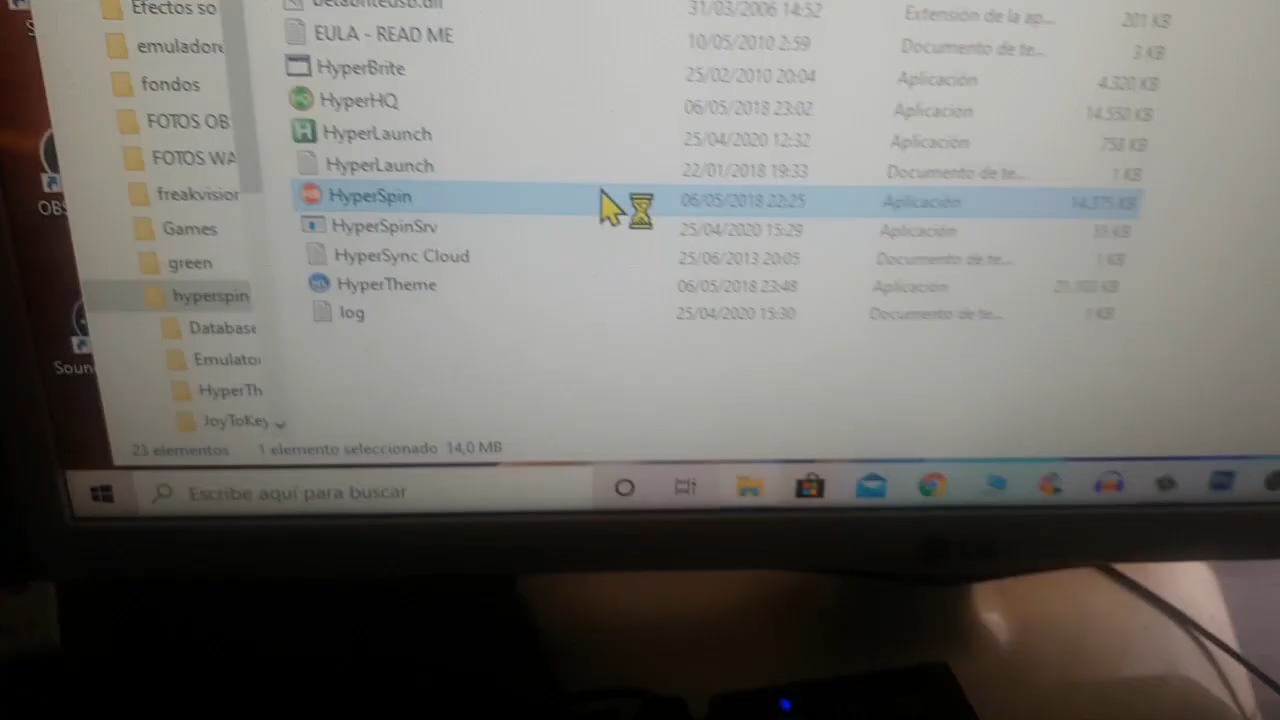 Efectos so
31/03/2006 14:52 Extensión de la ap... 201 KB
emuladore EULA - READ ME 10/05/2010 2:59 Documento de te... 3 KB
HyperBrite 25/02/2010 20:04 Aplicación 4.320 KB
fondos HyperHQ 06/05/2018 23:02 Aplicación 14.550 KB
FOTOS OB HyperLaunch 25/04/2020 12:32 Aplicación 758 KB
FOTOS WA HyperLaunch 22/01/2018 19:33 Documento de te... 1 KB
freakvision HyperSpin 06/05/2018 22:25 Aplicación 14.375 KB
Games HyperSpinSrv 25/04/2020 15:29 Aplicación
green HyperSync Cloud 25/06/2013 20:05 Documento de te... 1 KB
hyperspin HyperTheme 06/05/2018 23:48 Aplicación
log 25/04/2020 15:30 Documento de te... 1 KB
Database
Emulato
HyperTh
JoyToKey
OBS
Soun
23 elementos 1 elemento seleccionado 14,0 MB
Escribe aquí para buscar